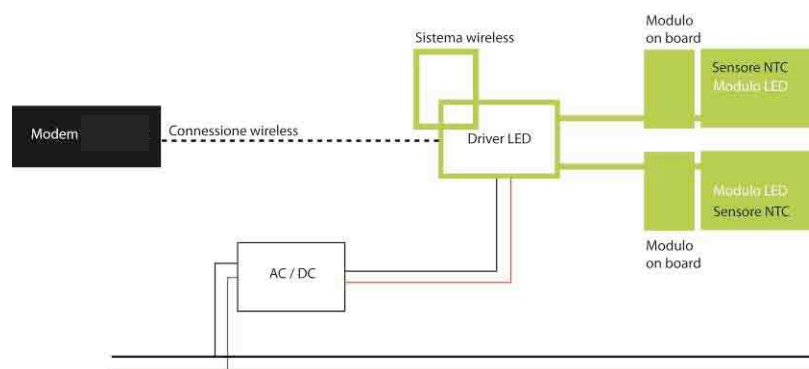 Modulo
on board
Sistema wireless
Sensore NTC
Modulo LED
Modem
Connessione wireless
Driver LED
Modulo LED
Sensore NTC
Modulo
on board
AC / DC